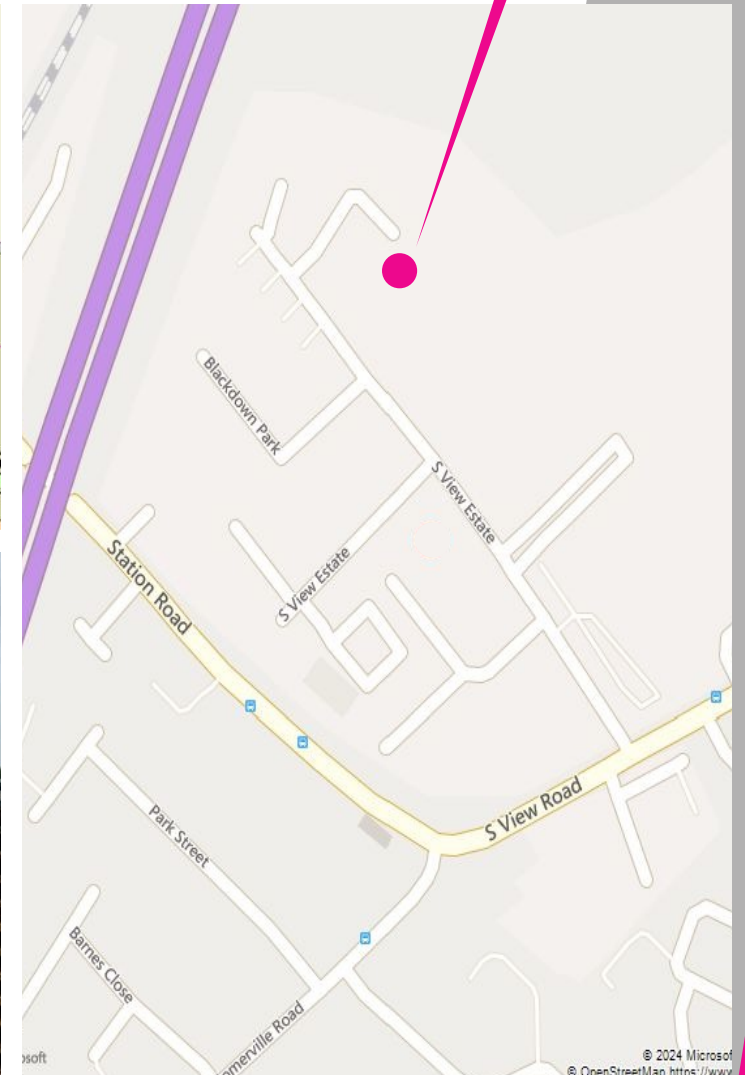 Blackdown Park
S View Estate
S View Estate
Station Road
S View Road
Park Street
Barnes Close
omerville Road
osoft
© 2024 Microsof
© OpenStreetMap https://www